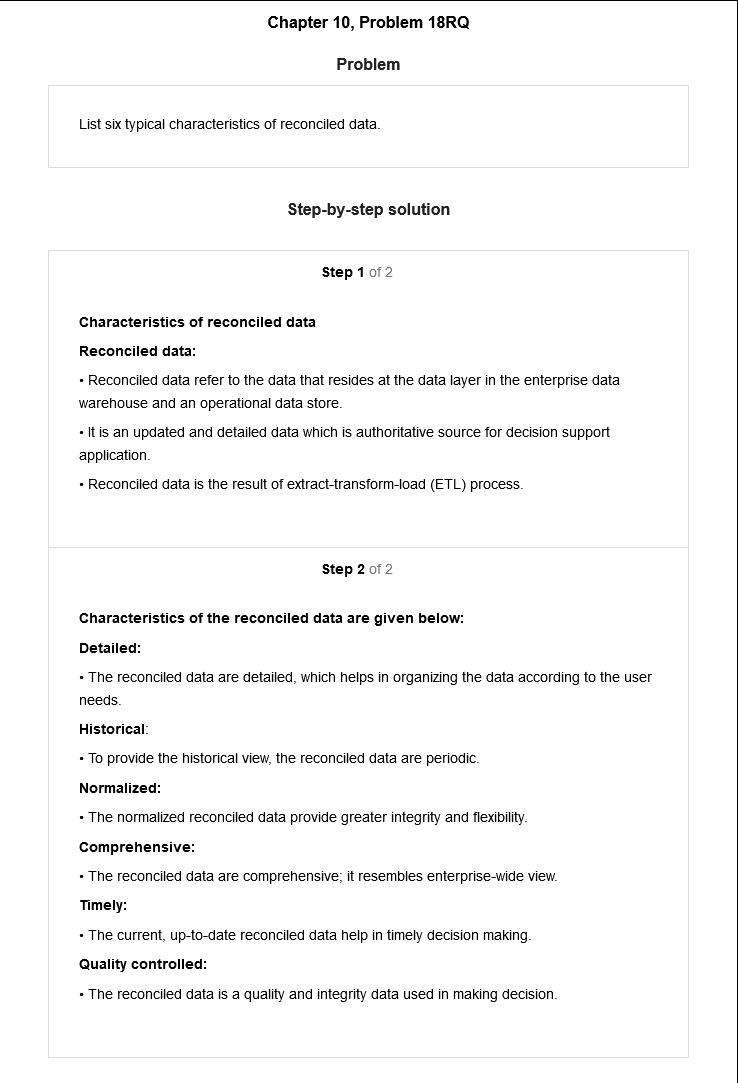 Chapter 10, Problem 18RQ
Problem
List six typical characteristics of reconciled data.
Step-by-step solution
Step 1 of 2
Characteristics of reconciled data
Reconciled data:
• Reconciled data refer to the data that resides at the data layer in the enterprise data
warehouse and an operational data store.
• It is an updated and detailed data which is authoritative source for decision support
application.
• Reconciled data is the result of extract-transform-load (ETL) process.
Step 2 of 2
Characteristics of the reconciled data are given below:
Detailed:
• The reconciled data are detailed, which helps in organizing the data according to the user
needs.
Historical:
• To provide the historical view, the reconciled data are periodic.
Normalized:
• The normalized reconciled data provide greater integrity and flexibility.
Comprehensive:
• The reconciled data are comprehensive; it resembles enterprise-wide view.
Timely:
• The current, up-to-date reconciled data help in timely decision making.
Quality controlled:
• The reconciled data is a quality and integrity data used in making decision.